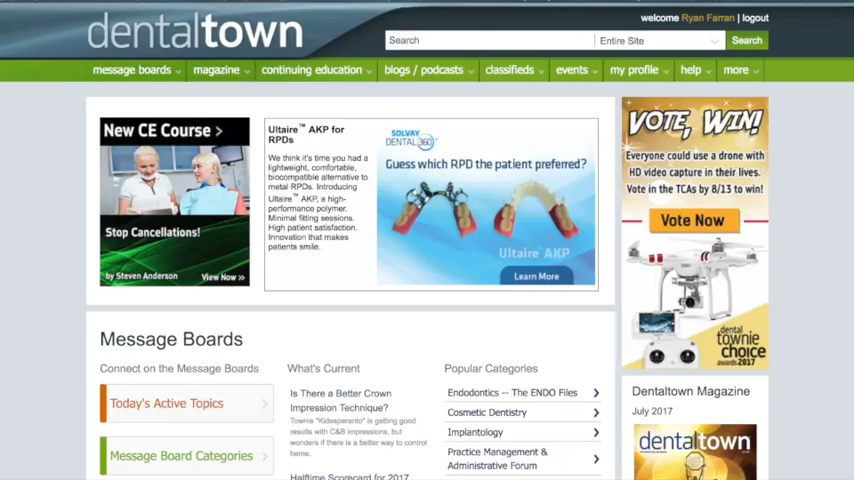 welcome Ryan Farran | logout
dentaltown
Search
Entire Site
Search
message boards
magazine
continuing education
blogs / podcasts
classifieds
events
my profile
help
more
New CE Course >
Stop Cancellations!
by Steven Anderson
View Now >>
Ultaire™ AKP for
RPDs
We think it's time you had a
lightweight, comfortable,
biocompatible alternative to
metal RPDs. Introducing
Ultaire™ AKP, a high-
performance polymer.
Minimal fitting sessions.
High patient satisfaction.
Innovation that makes
patients smile.
SOLVAY
DENTAL360™
Guess which RPD the patient preferred?
Ultaire™ AKP
Learn More
VOTE, WIN!
Everyone could use a drone with
HD video capture in their lives.
Vote in the TCAs by 8/13 to win!
Vote Now
dental
townie
choice
awards 2017
Message Boards
Connect on the Message Boards
Today's Active Topics
Message Board Categories
What's Current
Is There a Better Crown
Impression Technique?
Townie "Kidesperanto" is getting good
results with C&B impressions, but
wonders if there is a better way to control
heme.
Halftime Scorecard for 2017
Popular Categories
Endodontics -- The ENDO Files
Cosmetic Dentistry
Implantology
Practice Management &
Administrative Forum
Dentaltown Magazine
July 2017
dentaltown